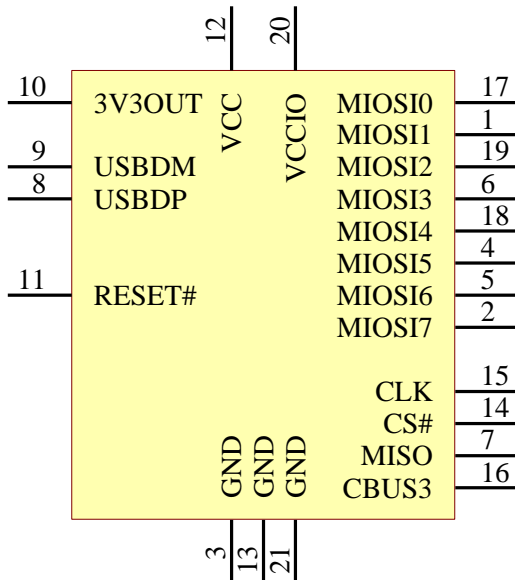 12 20
10 3V3OUT VCC VCCIO MIOSI0 17
MIOSI1 1
9 USBDM MIOSI2 19
8 USBDP MIOSI3 6
MIOSI4 18
MIOSI5 4
11 RESET# MIOSI6 5
MIOSI7 2
CLK 15
CS# 14
GND GND GND MISO 7
CBUS3 16
3 13 21